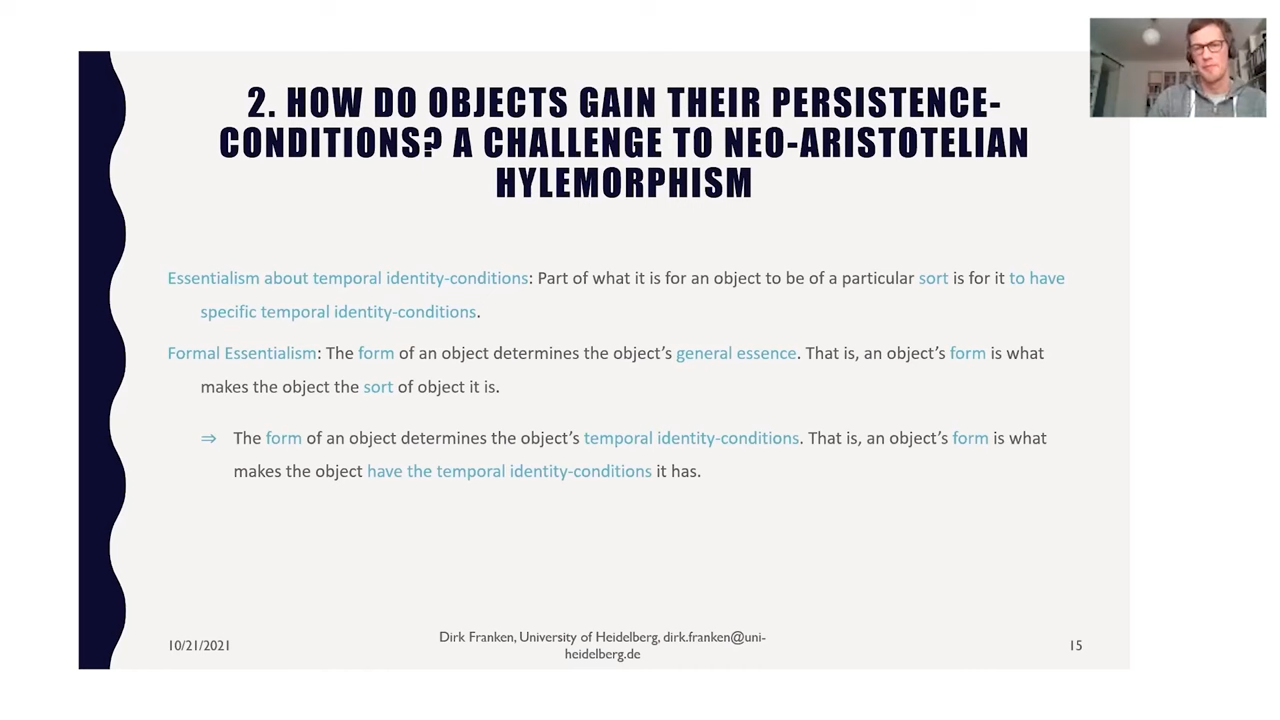 2. HOW DO OBJECTS GAIN THEIR PERSISTENCE-
CONDITIONS? A CHALLENGE TO NEO-ARISTOTELIAN
HYLEMORPHISM
Essentialism about temporal identity-conditions: Part of what it is for an object to be of a particular sort is for it to have
specific temporal identity-conditions.
Formal Essentialism: The form of an object determines the object's general essence. That is, an object's form is what
makes the object the sort of object it is.
⇒ The form of an object determines the object's temporal identity-conditions. That is, an object's form is what
makes the object have the temporal identity-conditions it has.
10/21/2021
Dirk Franken, University of Heidelberg, dirk.franken@uni-
heidelberg.de
15